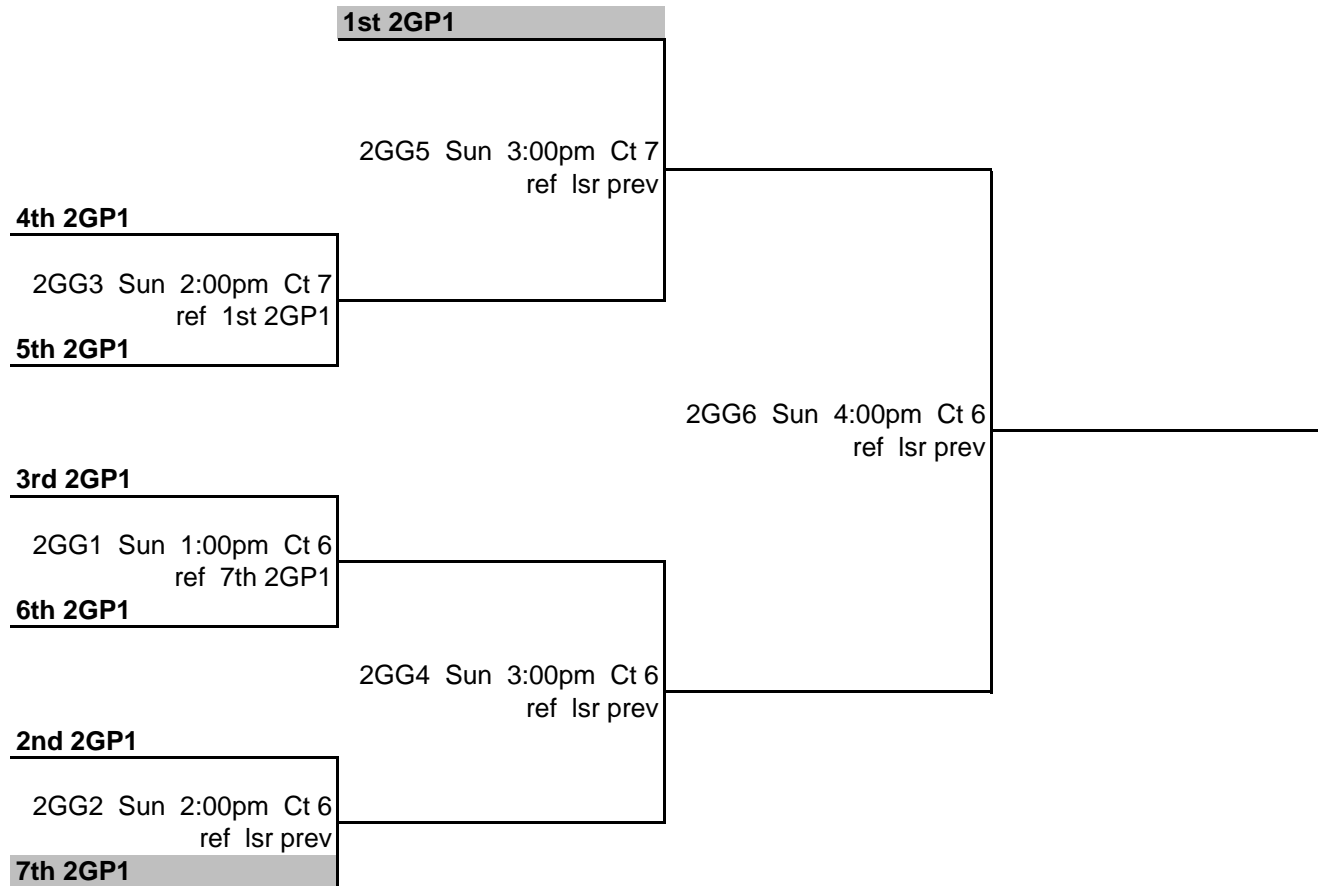 1st 2GP1
2GG5 Sun 3:00pm Ct 7
ref lsr prev
4th 2GP1
2GG3 Sun 2:00pm Ct 7
ref 1st 2GP1
5th 2GP1
2GG6 Sun 4:00pm Ct 6
ref lsr prev
3rd 2GP1
2GG1 Sun 1:00pm Ct 6
ref 7th 2GP1
6th 2GP1
2GG4 Sun 3:00pm Ct 6
ref lsr prev
2nd 2GP1
2GG2 Sun 2:00pm Ct 6
ref lsr prev
7th 2GP1